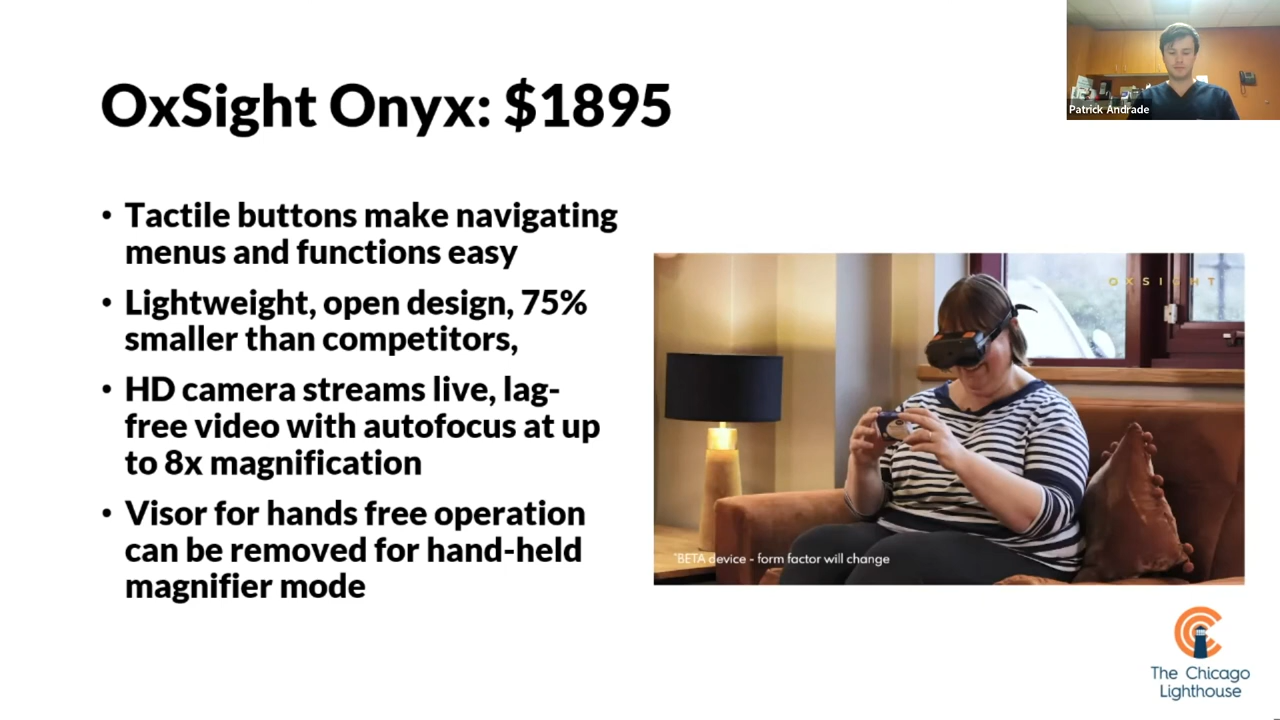 OxSight Onyx: $1895
Patrick Andrade
• Tactile buttons make navigating
menus and functions easy
• Lightweight, open design, 75%
smaller than competitors,
• HD camera streams live, lag-
free video with autofocus at up
to 8x magnification
• Visor for hands free operation
can be removed for hand-held
magnifier mode
OXSIGHT
*BETA device - form factor will change
The Chicago
Lighthouse